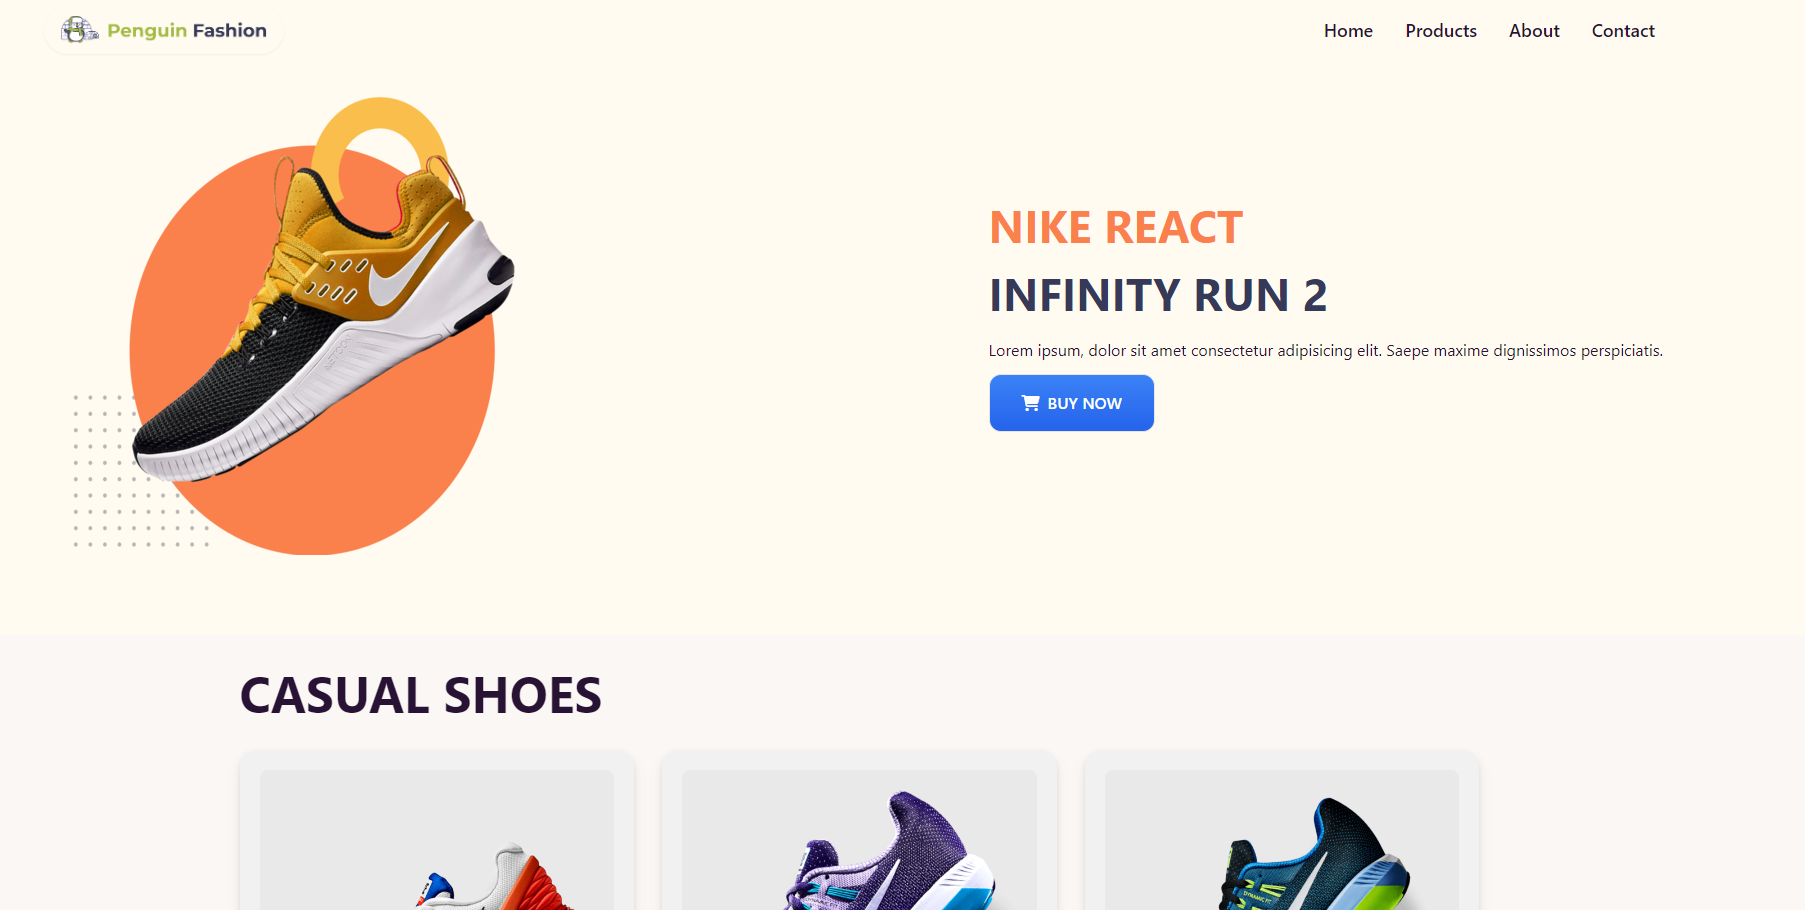 Penguin Fashion
Home Products About Contact
NIKE REACT
INFINITY RUN 2
Lorem ipsum, dolor sit amet consectetur adipisicing elit. Saepe maxime dignissimos perspiciatis.
BUY NOW
CASUAL SHOES